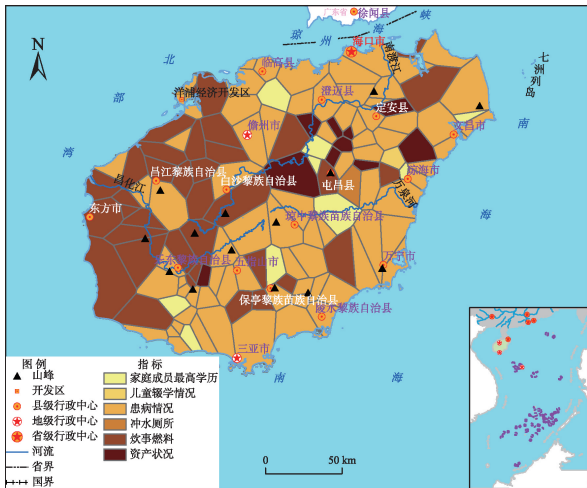 广东省
徐闻县
琼州海峡
N
海口市
南渡江
北部湾
临高县
七洲列岛
洋浦经济开发区
澄迈县
定安县
文昌市
儋州市
南海
昌江黎族自治县
白沙黎族自治县
屯昌县
琼海市
昌化江
万泉河
东方市
琼中黎族苗族自治县
乐东黎族自治县
五指山市
万宁市
保亭黎族苗族自治县
陵水黎族自治县
三亚市
南海
图例
山峰
开发区
县级行政中心
地级行政中心
省级行政中心
河流
省界
国界
指标
家庭成员最高学历
儿童辍学情况
患病情况
冲水厕所
炊事燃料
资产状况
0
50 km